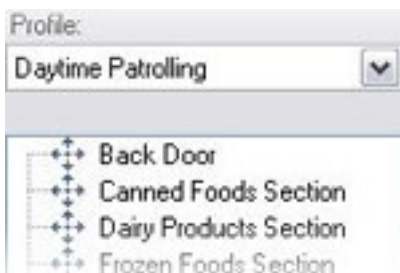 Profile:
Daytime Patrolling
Back Door
Canned Foods Section
Dairy Products Section
Frozen Foods Section